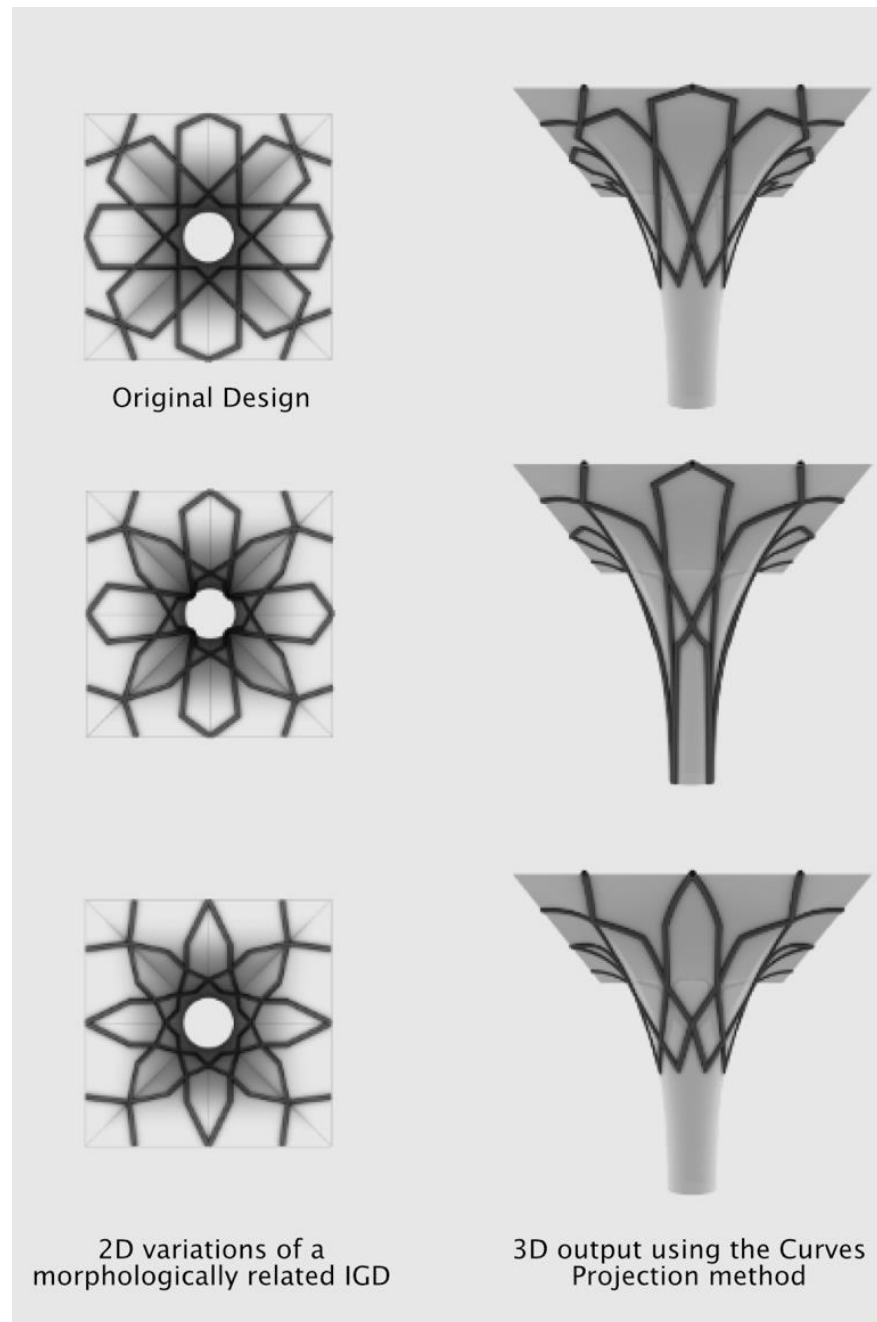 Original Design
2D variations of a
morphologically related IGD
3D output using the Curves
Projection method